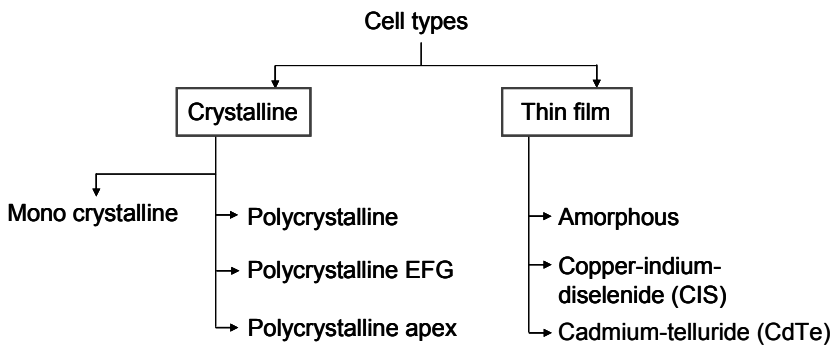 Cell types
Crystalline
Thin film
Mono crystalline
Polycrystalline
Polycrystalline EFG
Polycrystalline apex
Amorphous
Copper-indium-
diselenide (CIS)
Cadmium-telluride (CdTe)